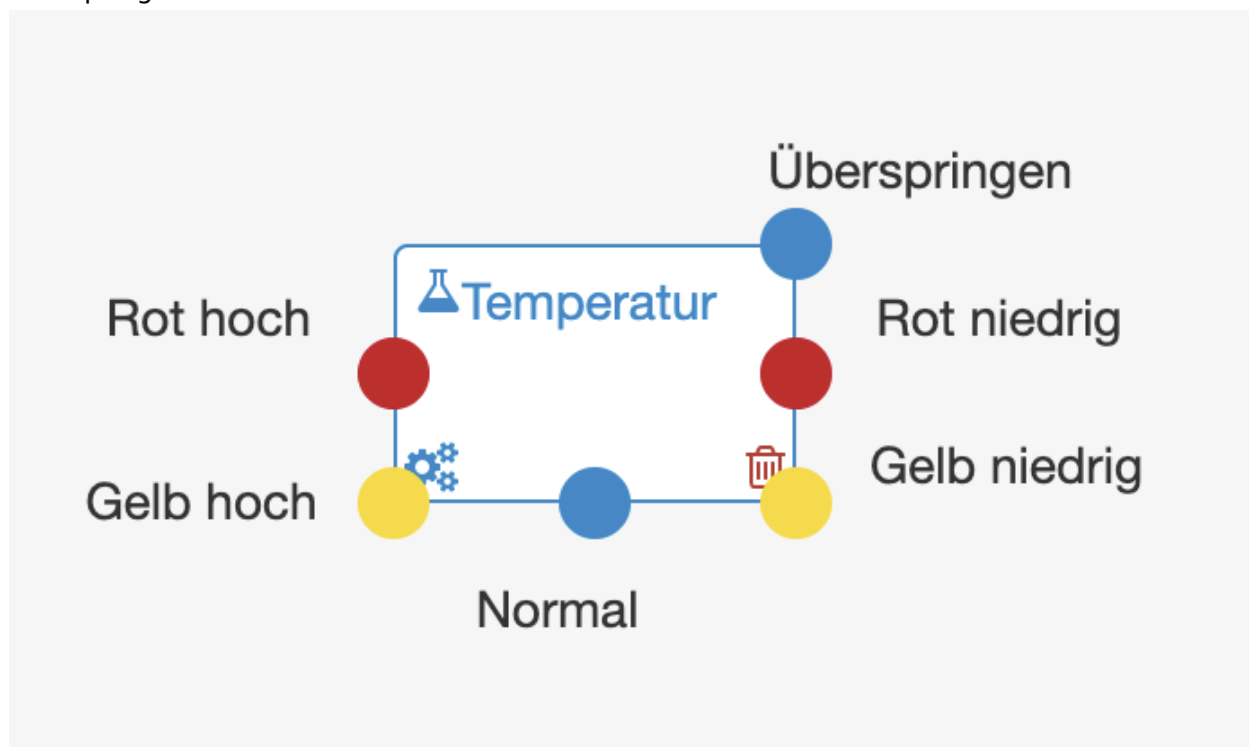 Überspringen
Temperatur
Rot hoch
Rot niedrig
Gelb hoch
Gelb niedrig
Normal